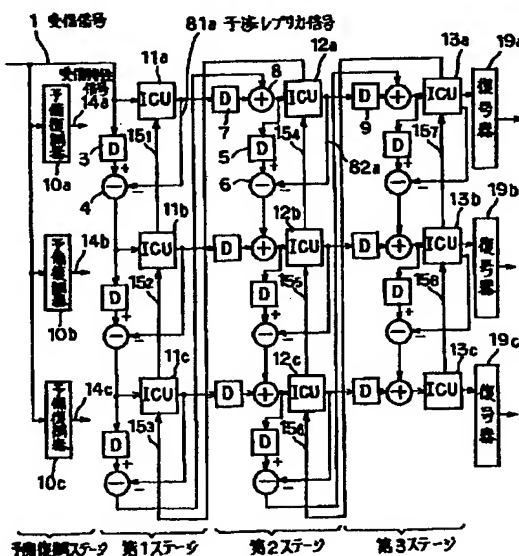 1 受信信号
81a 干渉レプリカ信号
11a
8
12a
13a
19a
信号
14a
予備復調器
10a
ICU
D
7
+
ICU
D
9
+
ICU
復号器
15₁
D
3
+
−
4
D
5
+
−
6
15₄
82a
D
+
−
15₇
11b
12b
13b
19b
14b
予備復調器
10b
ICU
D
+
ICU
D
+
ICU
復号器
15₂
D
+
−
D
+
−
15₅
D
+
−
15₈
11c
12c
13c
19c
14c
予備復調器
10c
ICU
D
+
ICU
D
+
ICU
復号器
15₃
D
+
−
D
+
−
15₆
予備復調ステージ
第1ステージ
第2ステージ
第3ステージ